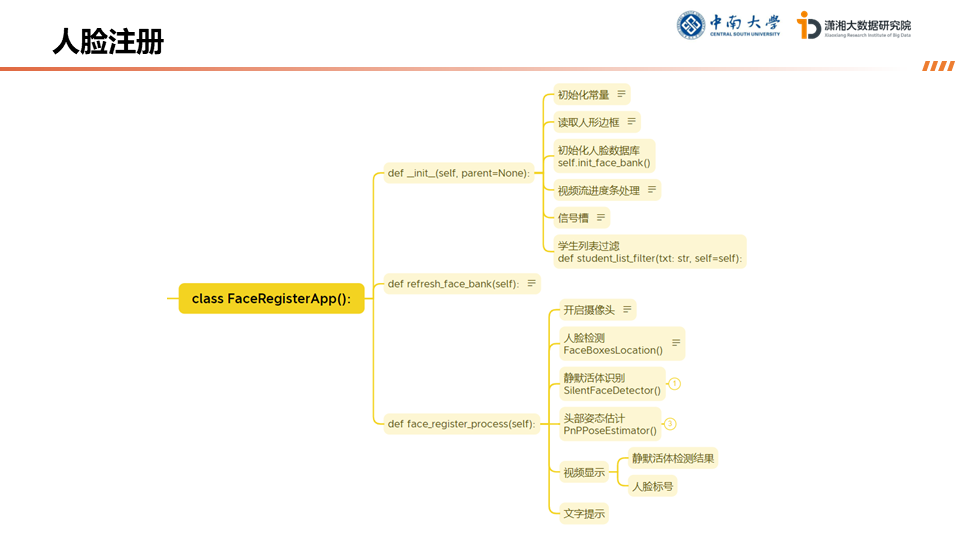 人脸注册
中南大学
CENTRAL SOUTH UNIVERSITY
潇湘大数据研究院
Xiaoxiang Research Institute of Big Data
初始化常量
读取人形边框
初始化人脸数据库
self.init_face_bank()
def _init_(self, parent=None):
视频流进度条处理
信号槽
学生列表过滤
def student_list_filter(txt: str, self=self):
class FaceRegisterApp():
def refresh_face_bank(self):
开启摄像头
人脸检测
FaceBoxesLocation()
静默活体识别
SilentFaceDetector()
1
def face_register_process(self):
头部姿态估计
PnPPoseEstimator()
3
视频显示
静默活体检测结果
人脸标号
文字提示